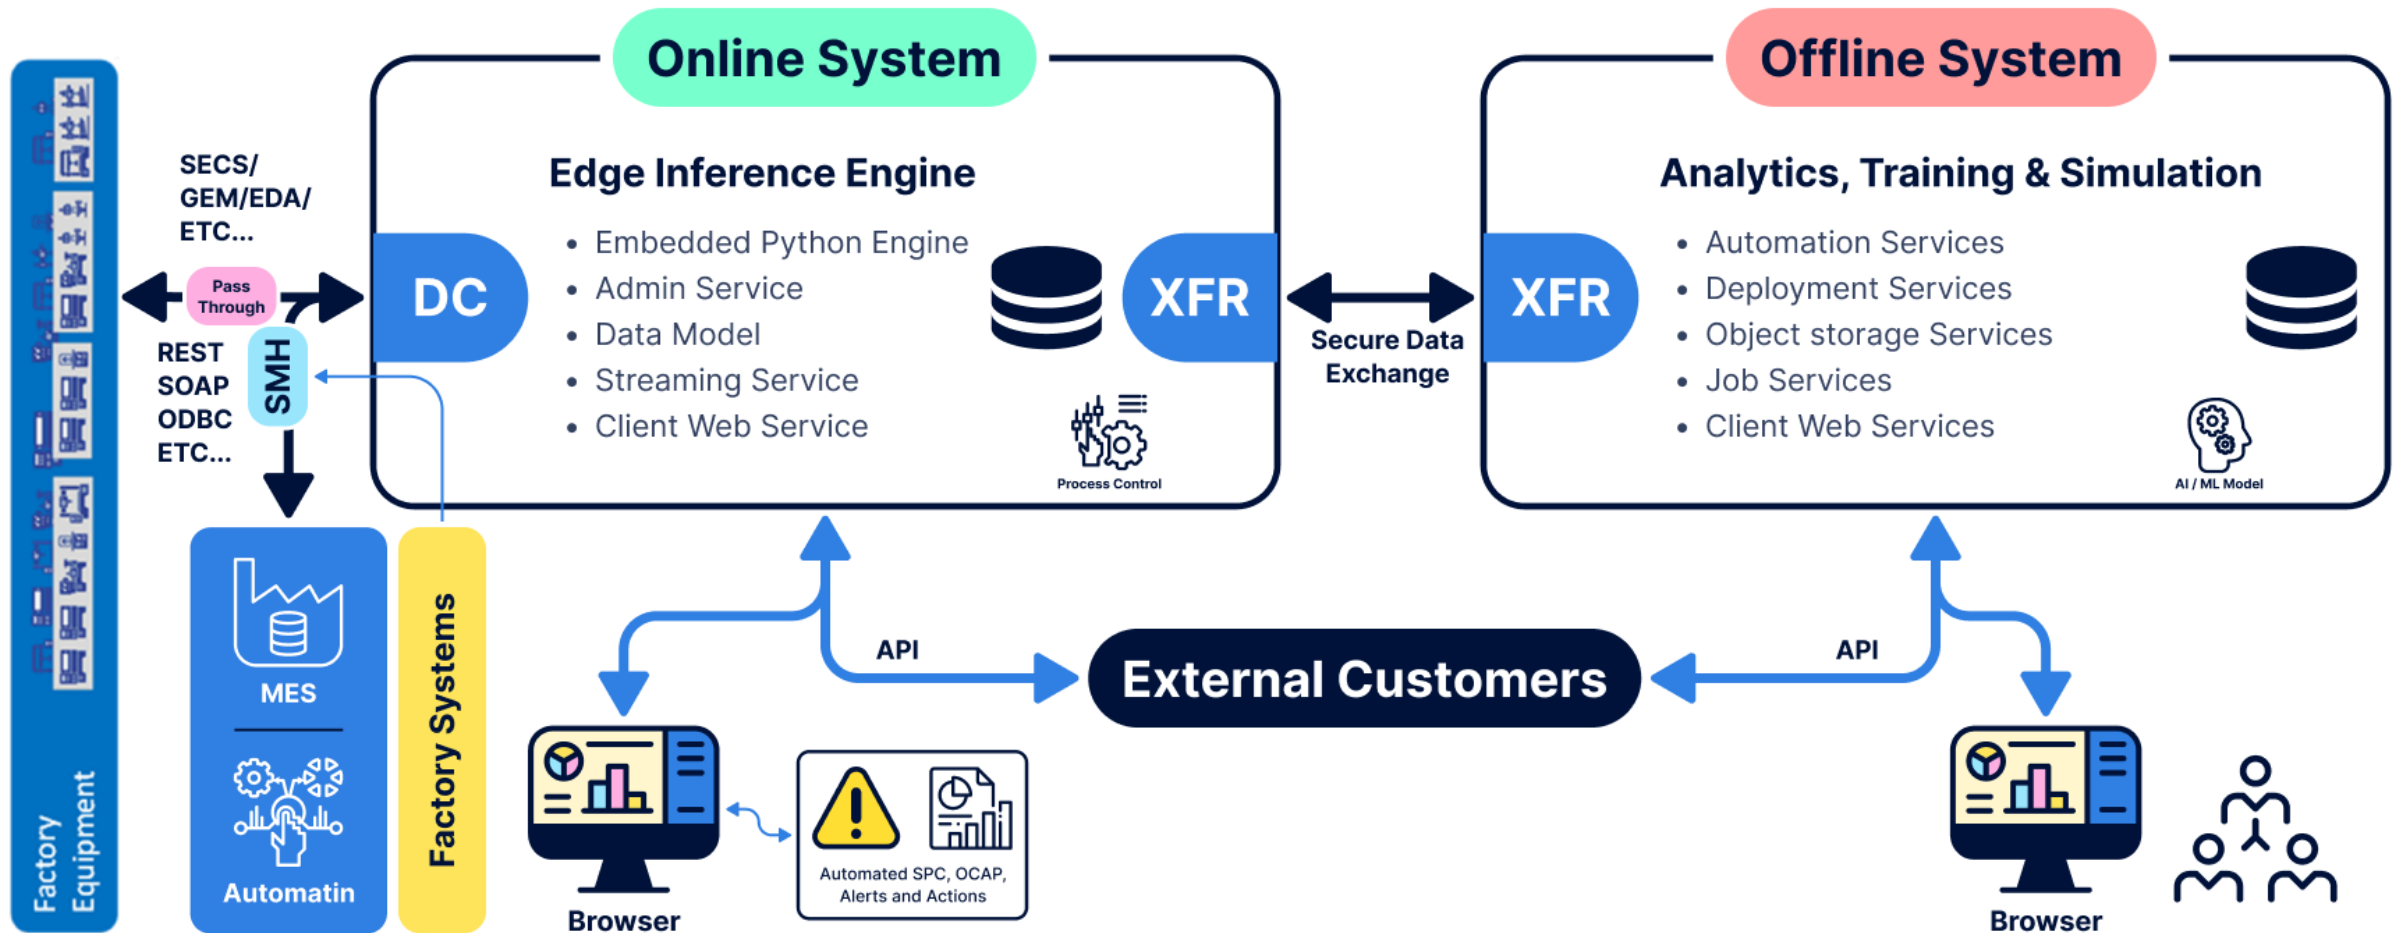 Online System
Offline System
SECS/
GEM/EDA/
ETC...
Pass
Through
REST
SOAP
ODBC
ETC...
SMH
DC
Edge Inference Engine
• Embedded Python Engine
• Admin Service
• Data Model
• Streaming Service
• Client Web Service
XFR
Process Control
Secure Data
Exchange
XFR
Analytics, Training & Simulation
• Automation Services
• Deployment Services
• Object storage Services
• Job Services
• Client Web Services
AI / ML Model
Factory
Equipment
MES
Automatin
Factory Systems
API
External Customers
API
Browser
Automated SPC, OCAP,
Alerts and Actions
Browser